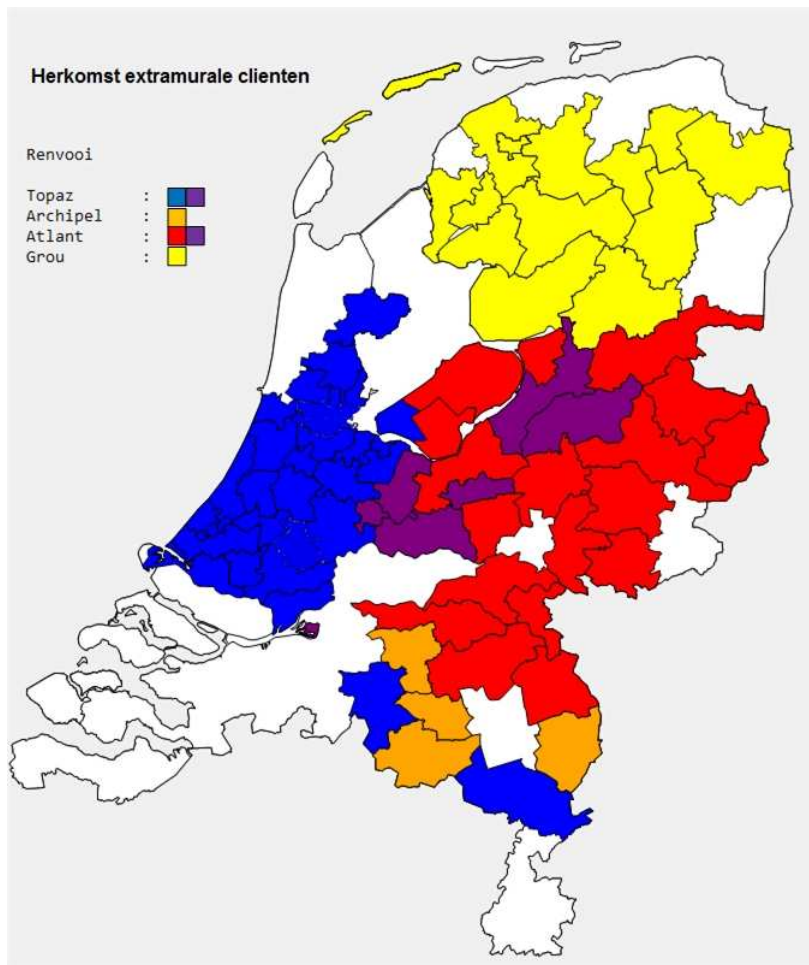 Herkomst extramurale clienten
Renvooi
Topaz :
Archipel :
Atlant :
Grou :